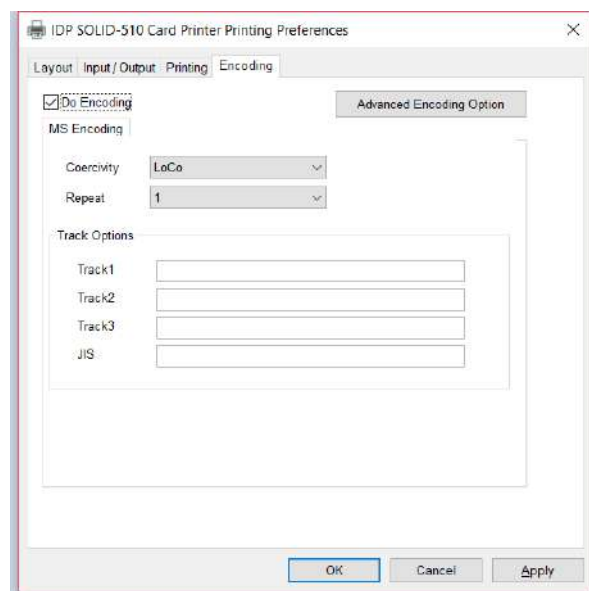 IDP SOLID-510 Card Printer Printing Preferences
Layout Input / Output Printing Encoding
Do Encoding Advanced Encoding Option
MS Encoding
Coercivity LoCo
Repeat 1
Track Options
Track1
Track2
Track3
JIS
OK Cancel Apply